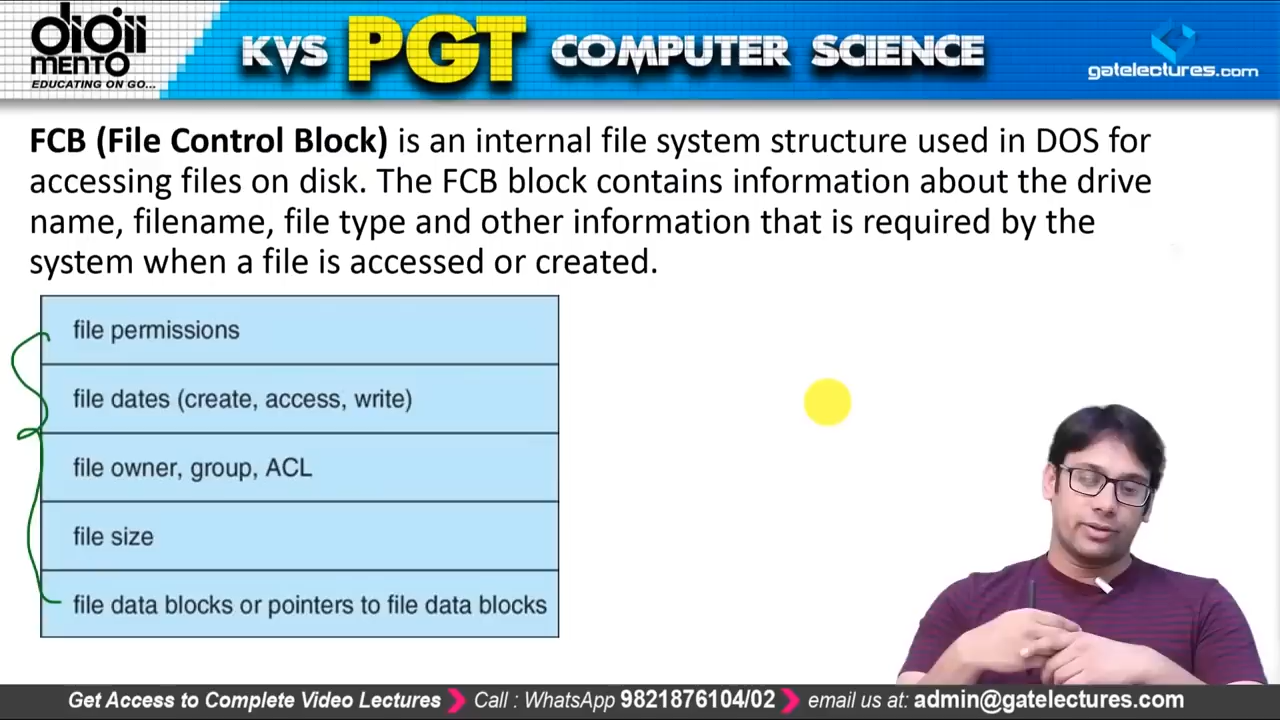 digii
MENTO
EDUCATING ON GO...
KVS PGT COMPUTER SCIENCE
gatelectures.com
FCB (File Control Block) is an internal file system structure used in DOS for
accessing files on disk. The FCB block contains information about the drive
name, filename, file type and other information that is required by the
system when a file is accessed or created.
file permissions
file dates (create, access, write)
file owner, group, ACL
file size
file data blocks or pointers to file data blocks
Get Access to Complete Video Lectures Call : WhatsApp 9821876104/02 email us at: admin@gatelectures.com